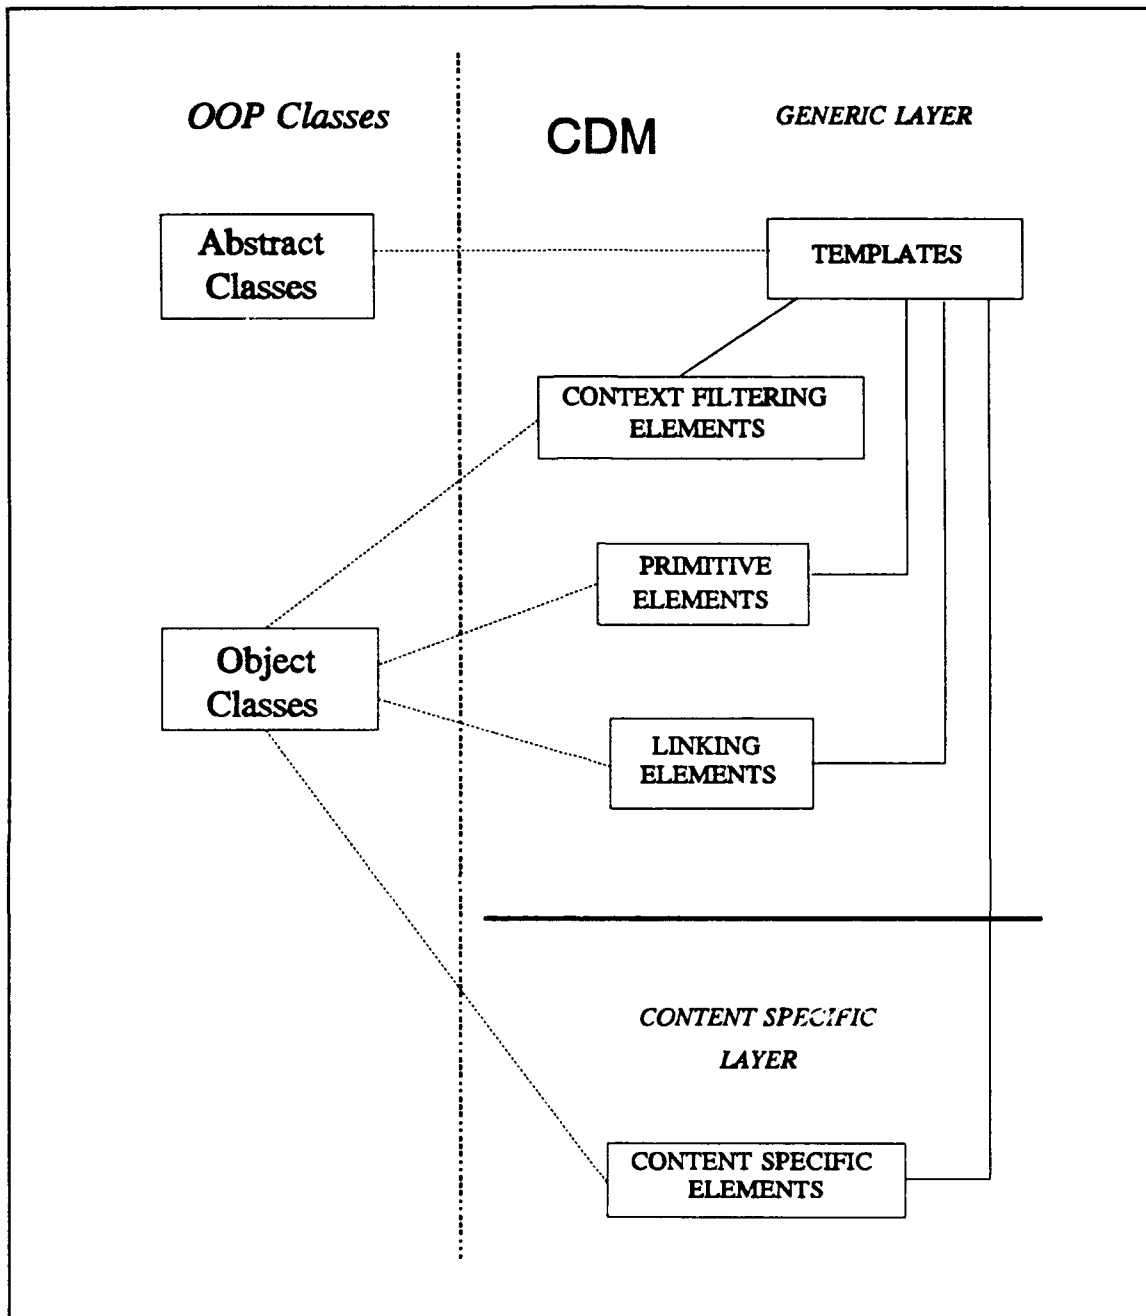 OOP Classes
CDM
GENERIC LAYER
Abstract
Classes
TEMPLATES
CONTEXT FILTERING
ELEMENTS
PRIMITIVE
ELEMENTS
Object
Classes
LINKING
ELEMENTS
CONTENT SPECIFIC
LAYER
CONTENT SPECIFIC
ELEMENTS